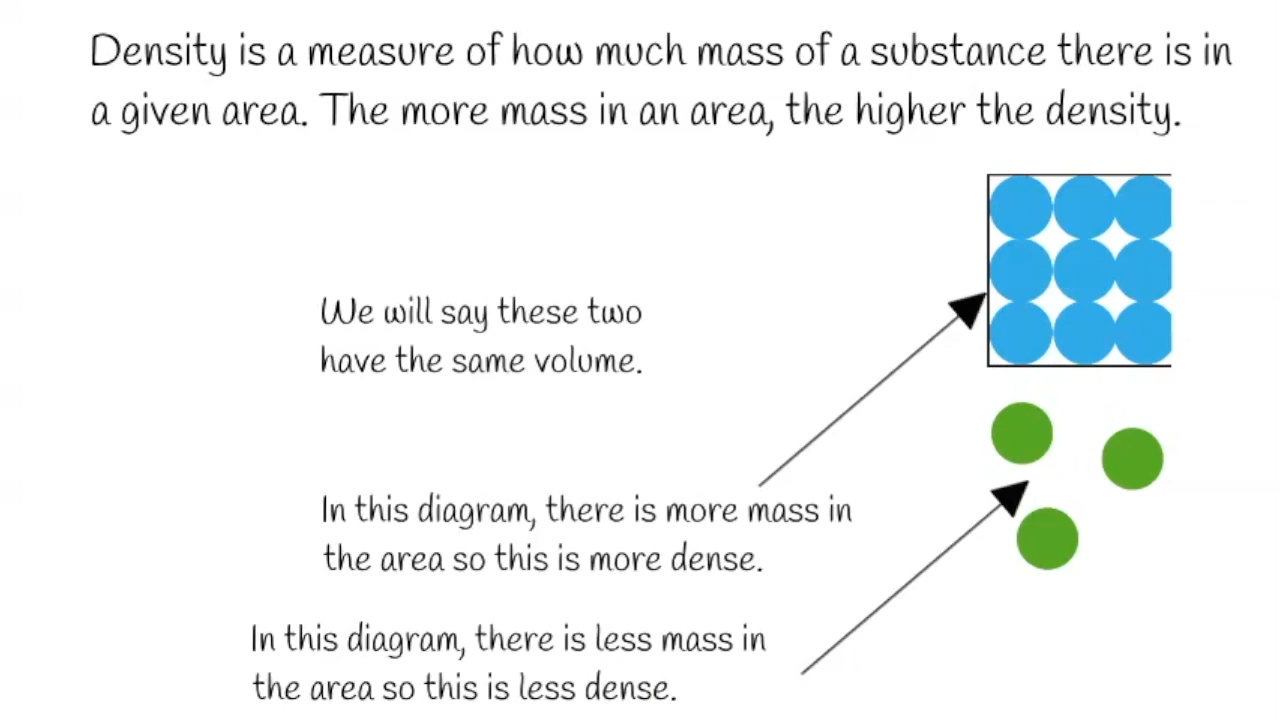 Density is a measure of how much mass of a substance there is in
a given area. The more mass in an area, the higher the density.
We will say these two
have the same volume.
In this diagram, there is more mass in
the area so this is more dense.
In this diagram, there is less mass in
the area so this is less dense.